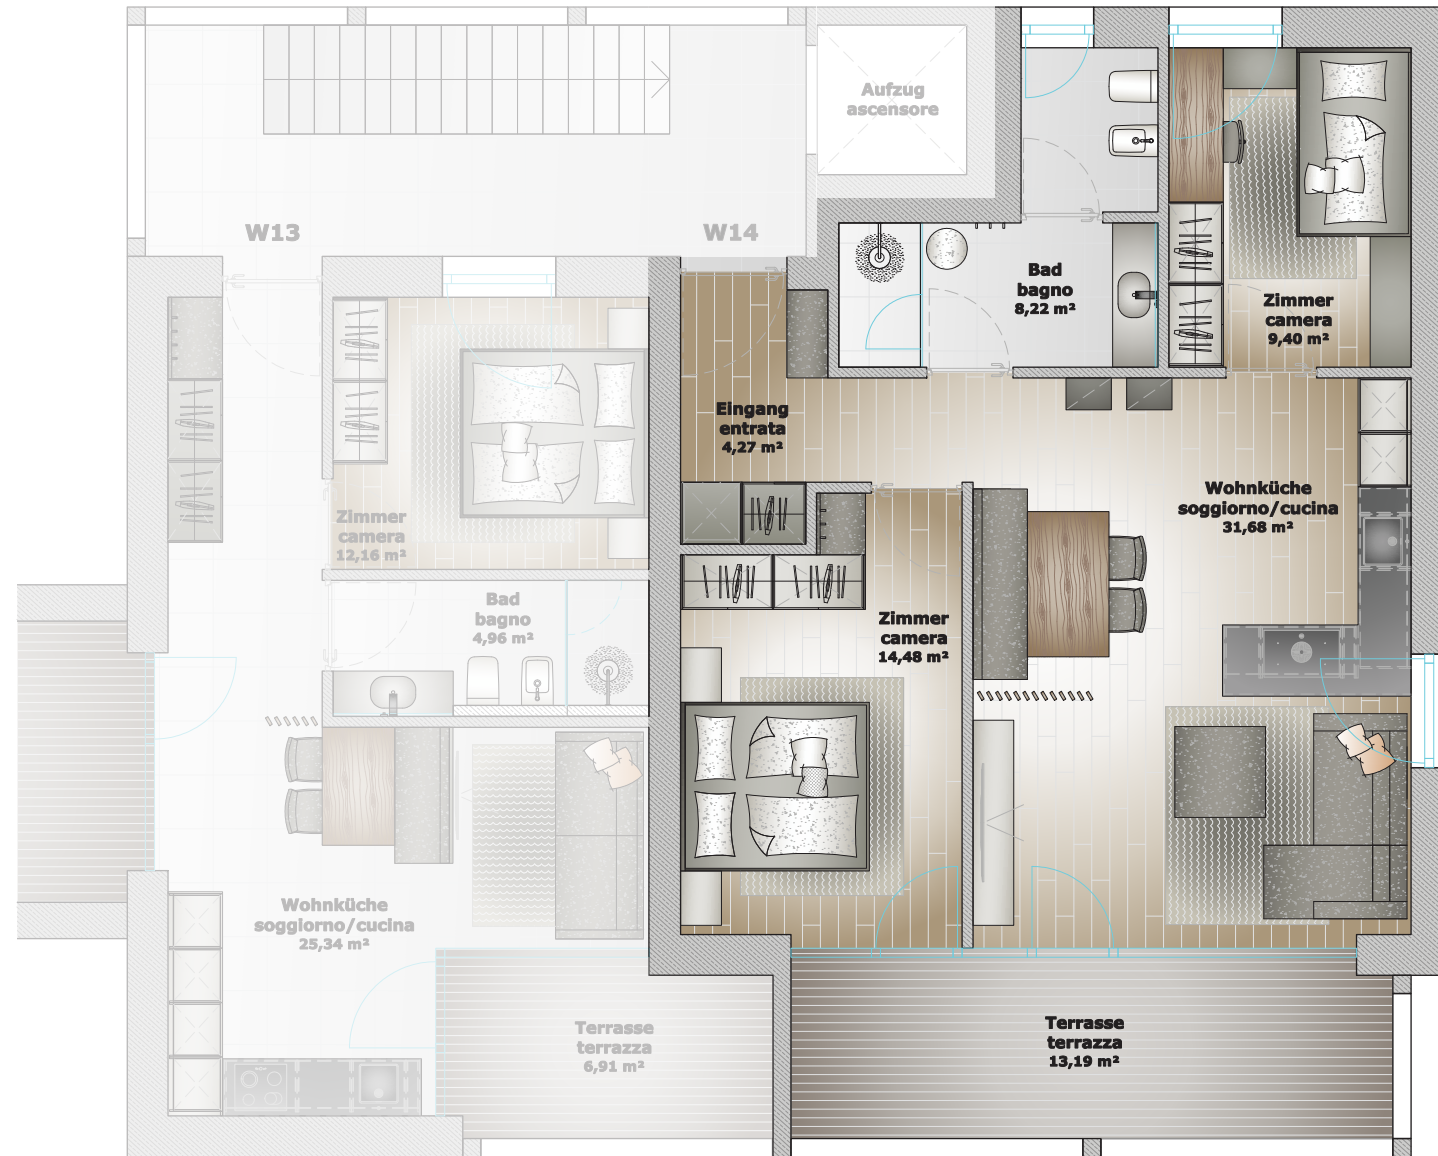 Aufzug
ascensore
W13
W14
Bad
bagno
8,22 m²
Zimmer
camera
9,40 m²
Eingang
entrata
4,27 m²
Wohnküche
soggiorno/cucina
31,68 m²
Zimmer
camera
12,16 m²
Bad
bagno
4,96 m²
Zimmer
camera
14,48 m²
Wohnküche
soggiorno/cucina
25,34 m²
Terrasse
terrazza
6,91 m²
Terrasse
terrazza
13,19 m²